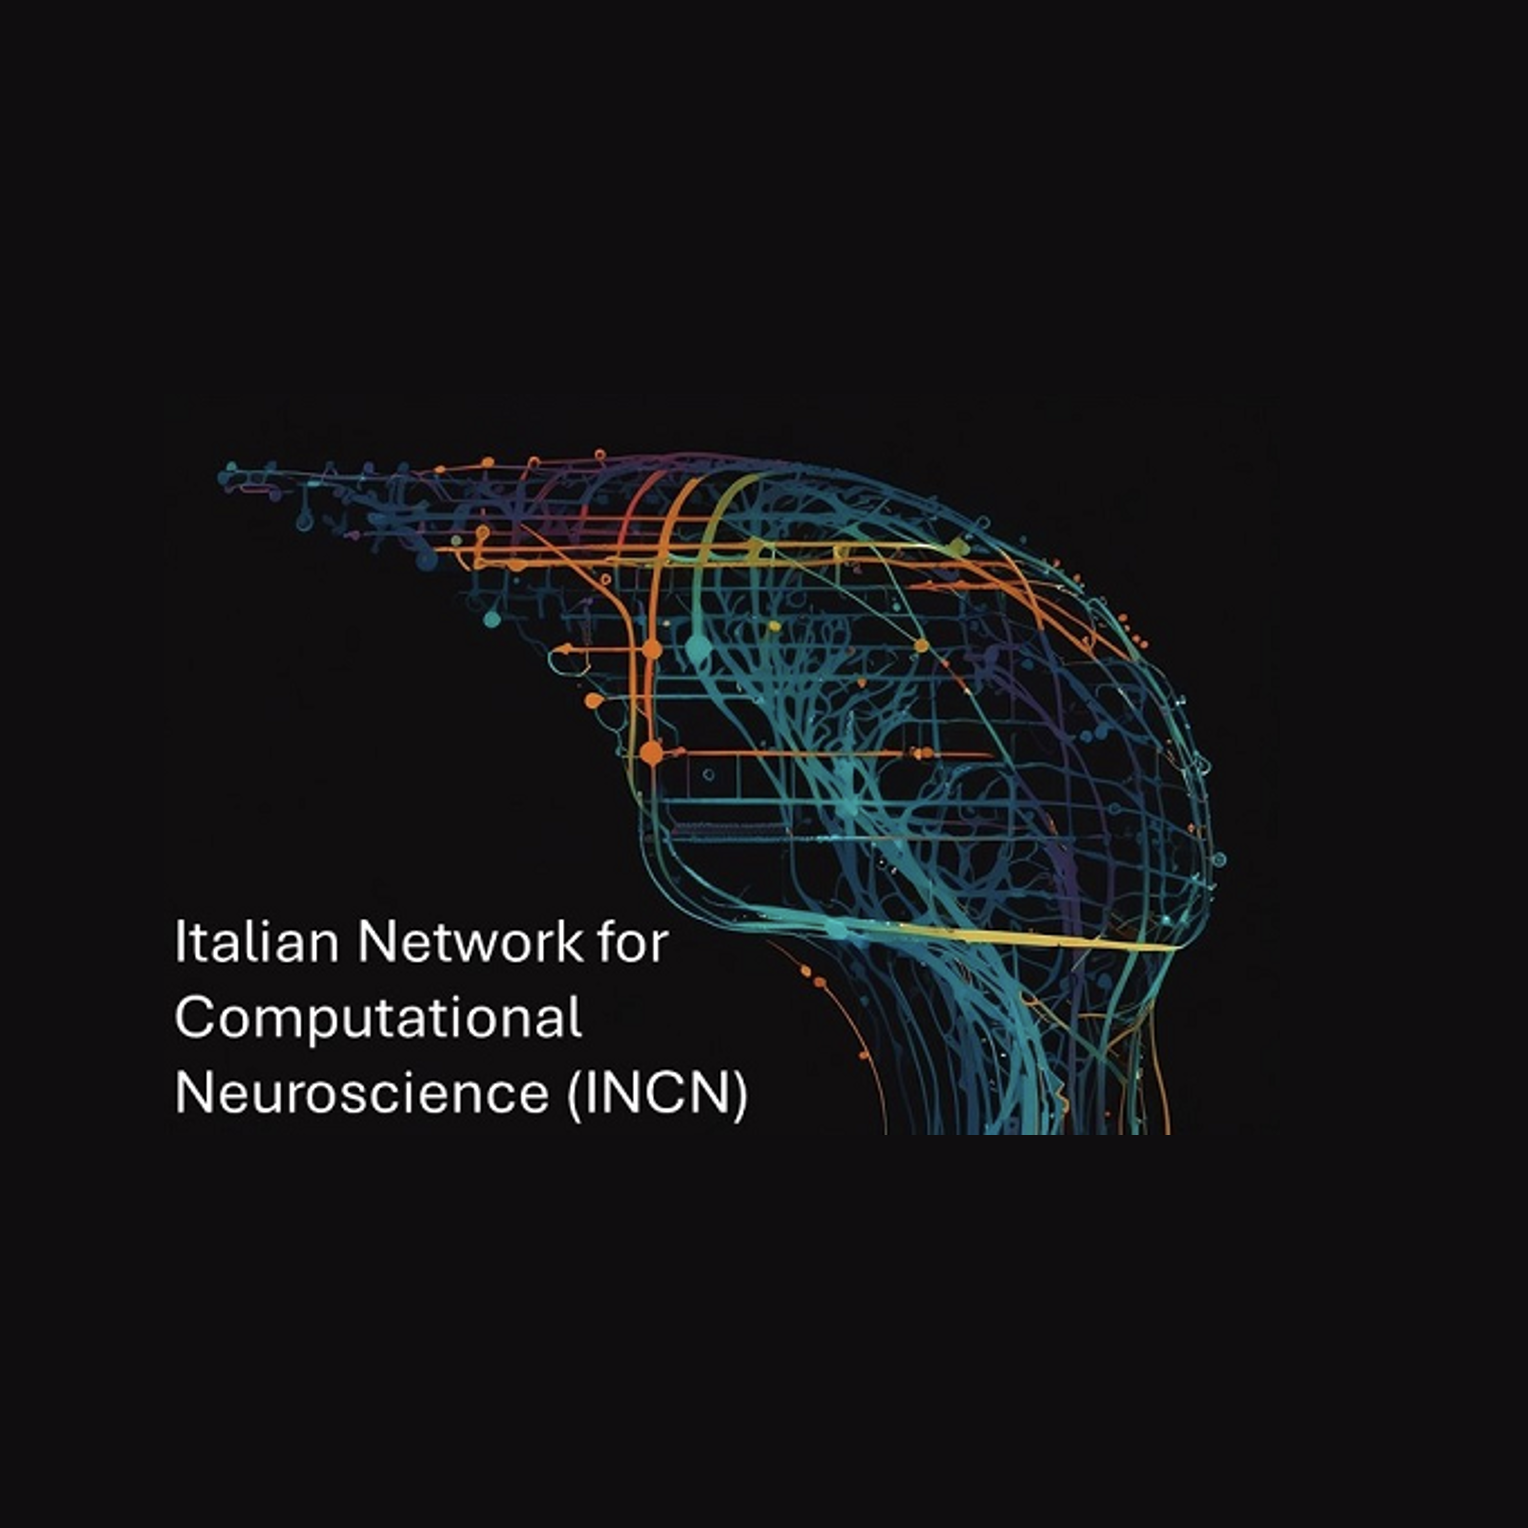 Italian Network for
Computational
Neuroscience (INCN)